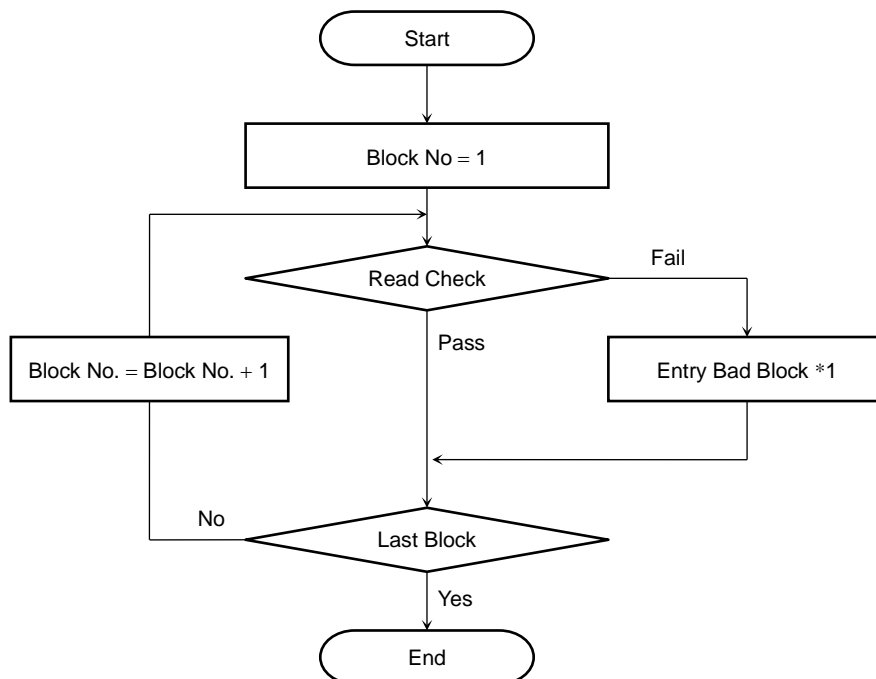 Start
Block No = 1
Read Check
Fail
Pass
Block No. = Block No. + 1
Entry Bad Block *1
No
Last Block
Yes
End